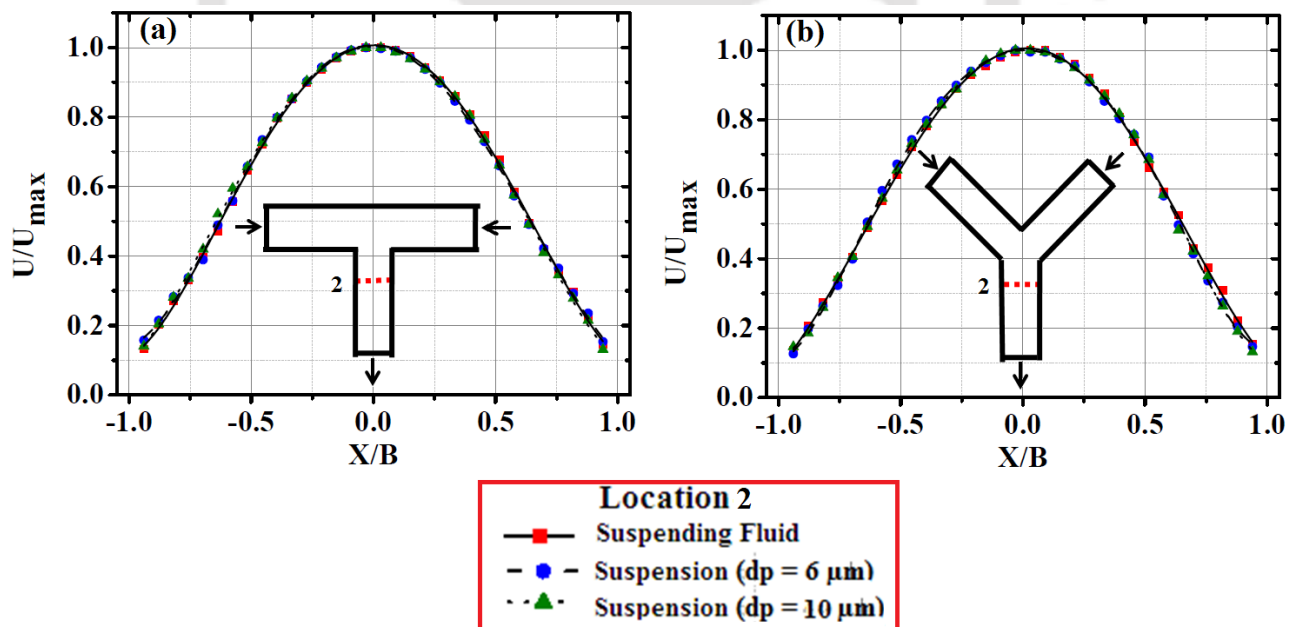 (a)
U/Umax
1.0
0.8
0.6
0.4
0.2
0.0
2
-1.0 -0.5 0.0 0.5 1.0
X/B
(b)
U/Umax
1.0
0.8
0.6
0.4
0.2
0.0
2
-1.0 -0.5 0.0 0.5 1.0
X/B
Location 2
Suspending Fluid
Suspension (dp = 6 µm)
Suspension (dp = 10 µm)